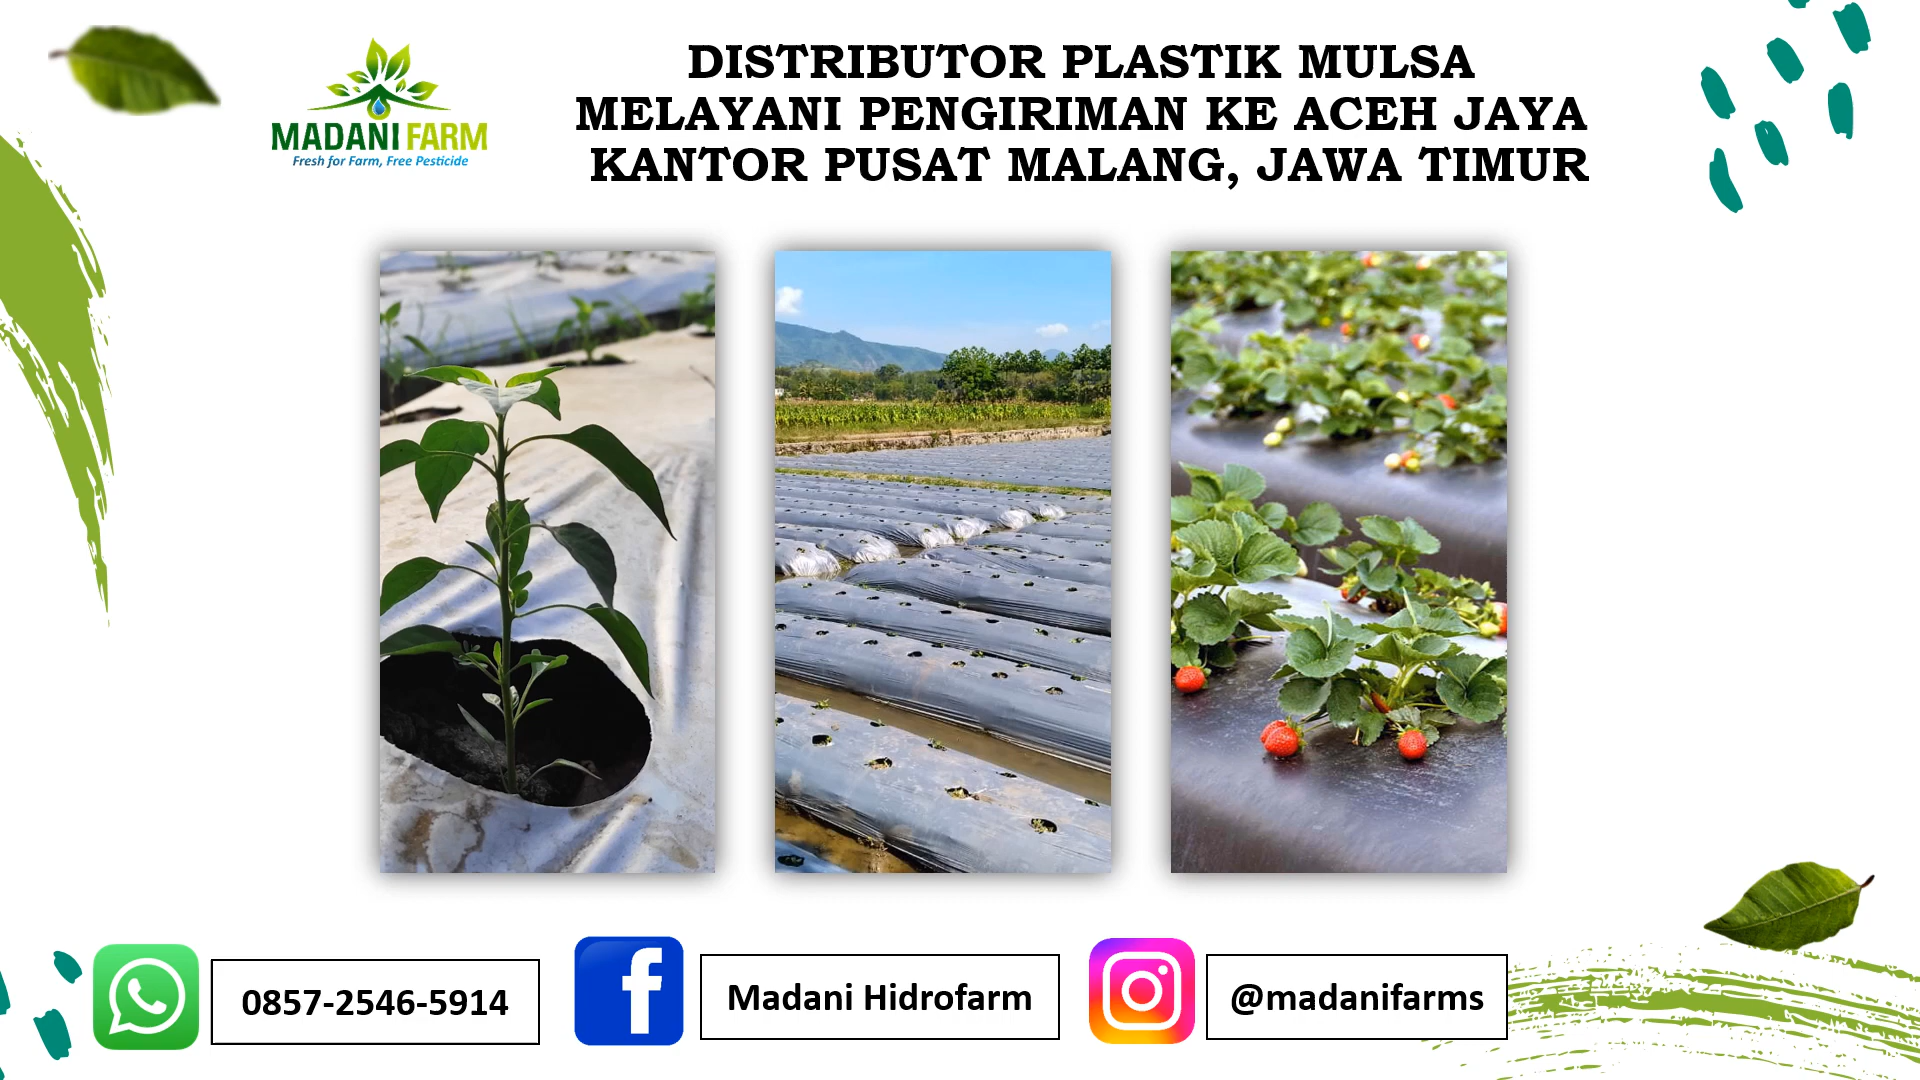 DISTRIBUTOR PLASTIK MULSA
MELAYANI PENGIRIMAN KE ACEH JAYA
KANTOR PUSAT MALANG, JAWA TIMUR
MADANI FARM
Fresh for Farm, Free Pesticide
0857-2546-5914
Madani Hidrofarm
@madanifarms